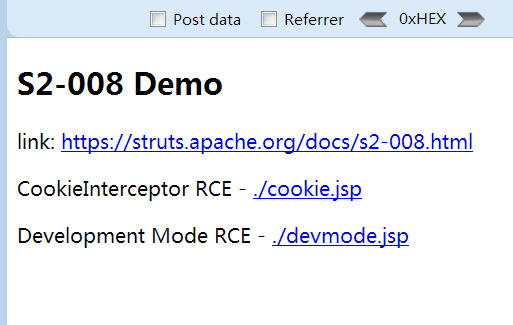 Post data Referrer 0xHEX
S2-008 Demo
link: https://struts.apache.org/docs/s2-008.html
CookieInterceptor RCE - ./cookie.jsp
Development Mode RCE - ./devmode.jsp